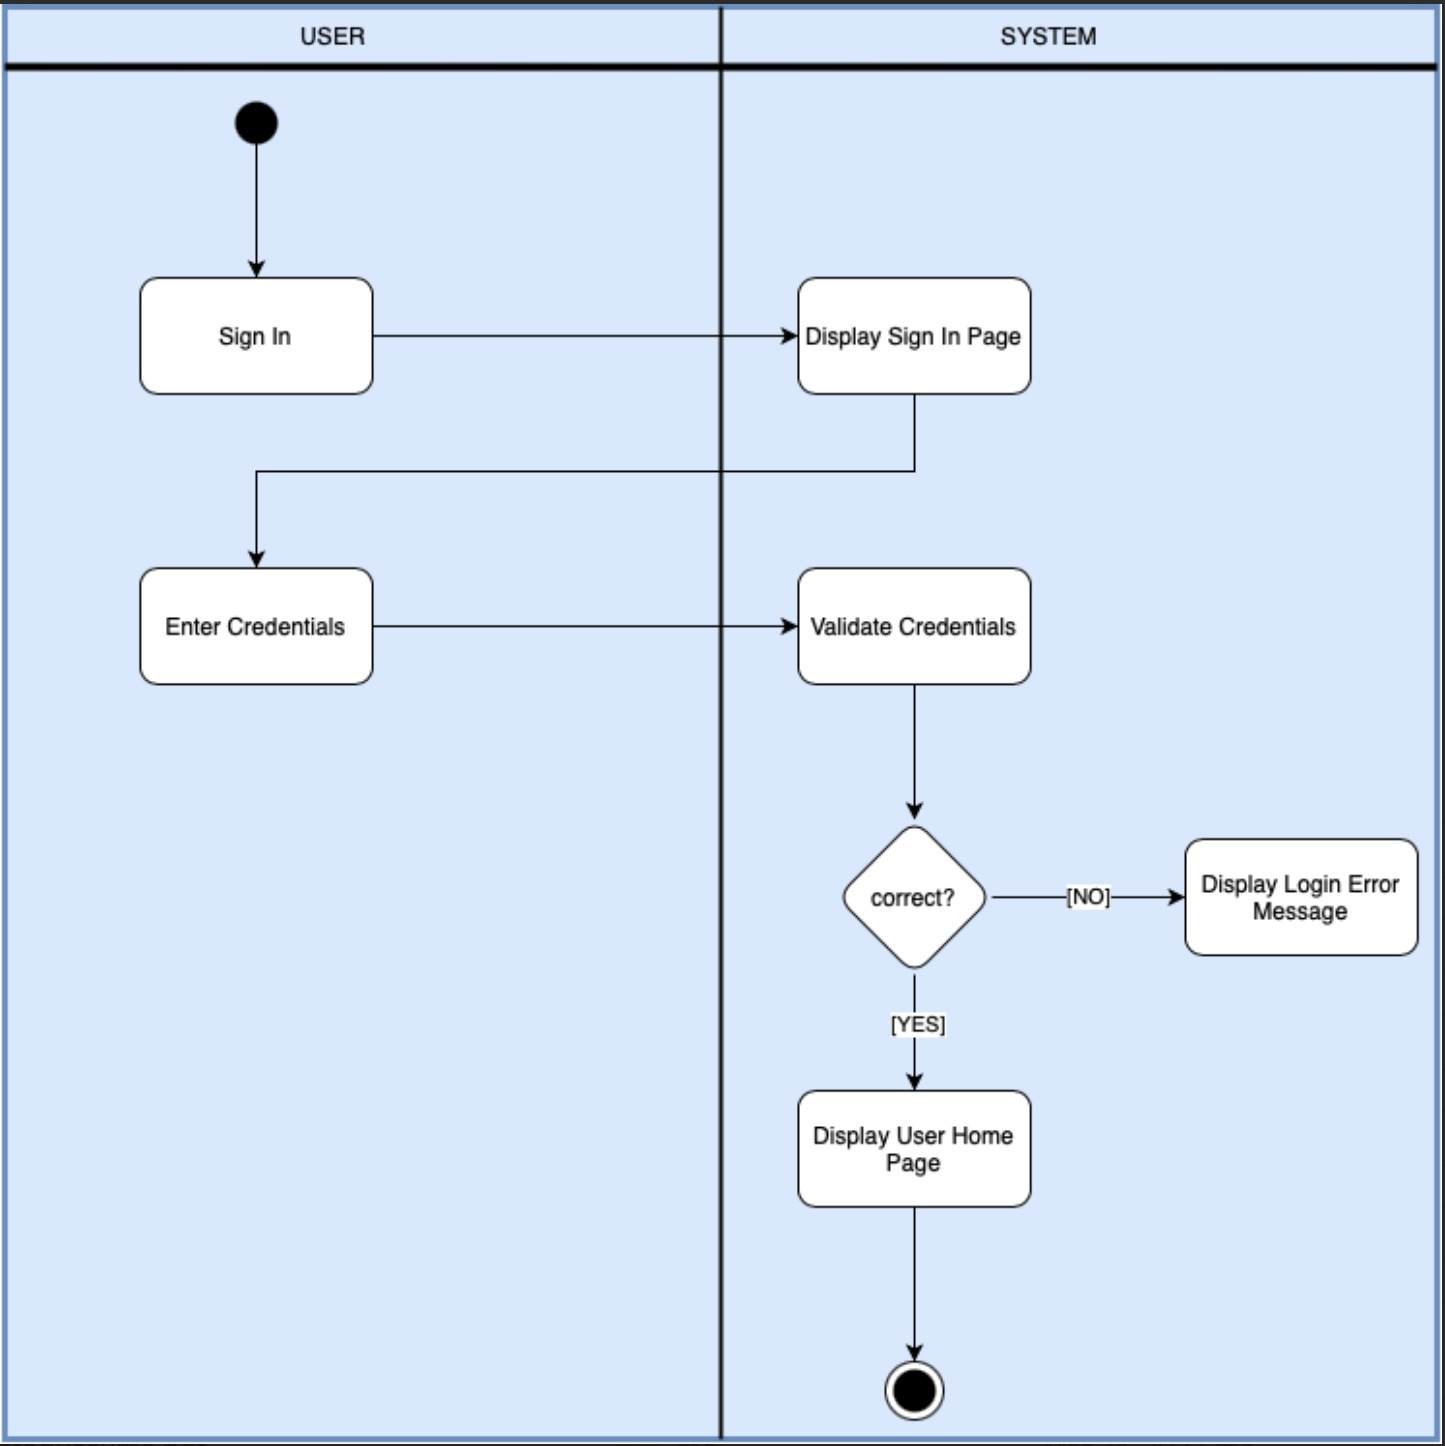 USER
SYSTEM
Sign In
Display Sign In Page
Enter Credentials
Validate Credentials
correct?
[NO]
Display Login Error
Message
[YES]
Display User Home
Page